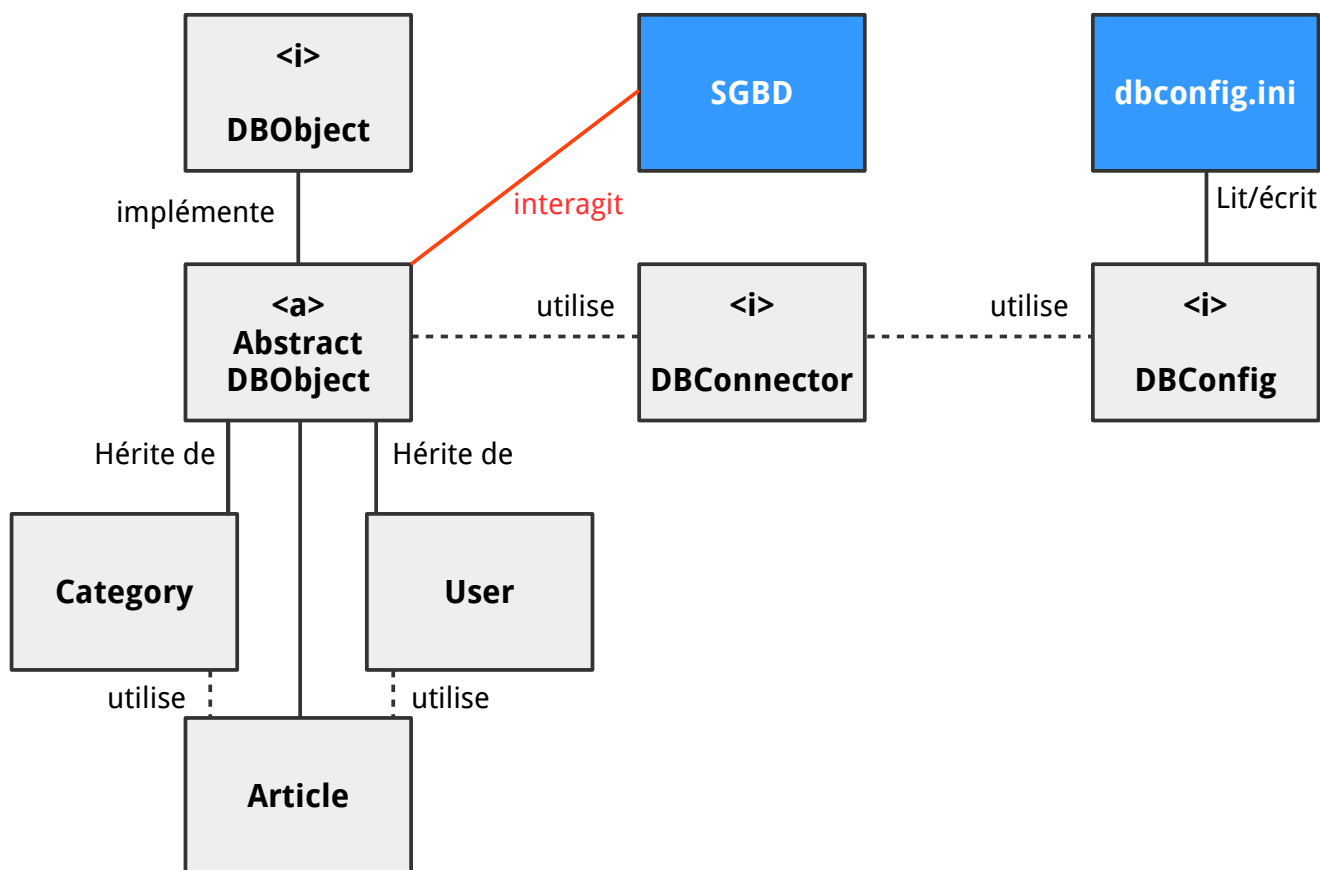 <i>
DBObject
SGBD
dbconfig.ini
implémente
interagit
Lit/écrit
<a>
Abstract
DBObject
utilise
<i>
DBConnector
utilise
<i>
DBConfig
Hérite de
Hérite de
Category
User
utilise
utilise
Article